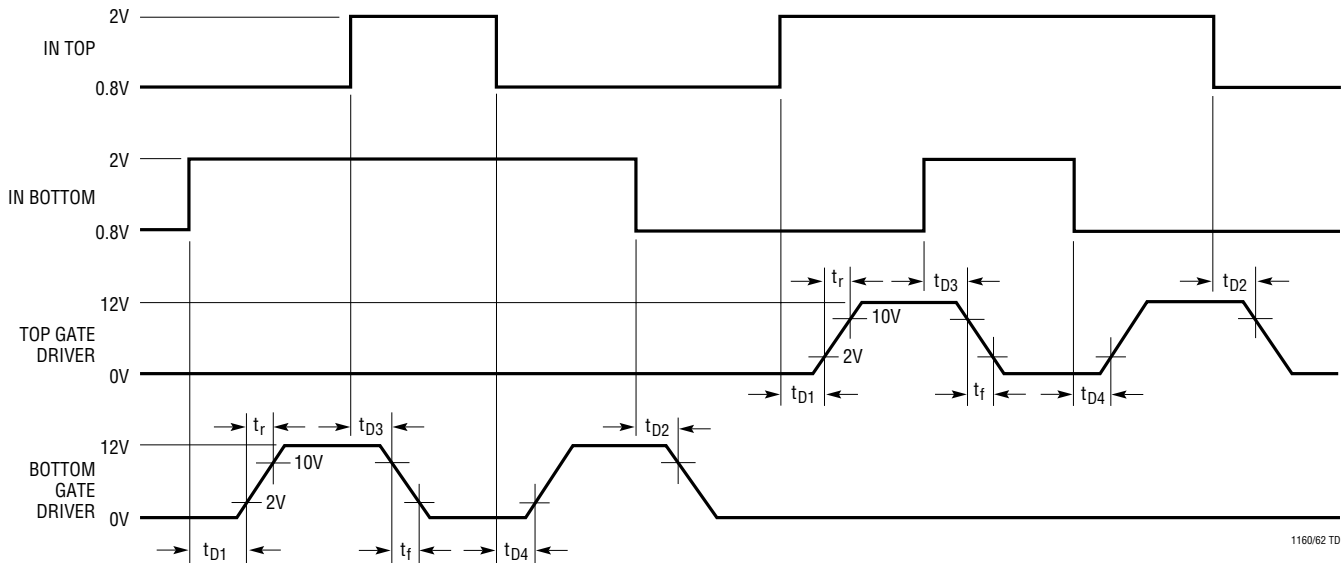 2V
IN TOP
0.8V
2V
IN BOTTOM
0.8V
tr
tD3
tD2
12V
10V
TOP GATE
DRIVER
2V
0V
tD1
tf
tD4
tr
tD3
tD2
12V
10V
BOTTOM
GATE
DRIVER
2V
0V
tD1
tf
tD4
1160/62 TD